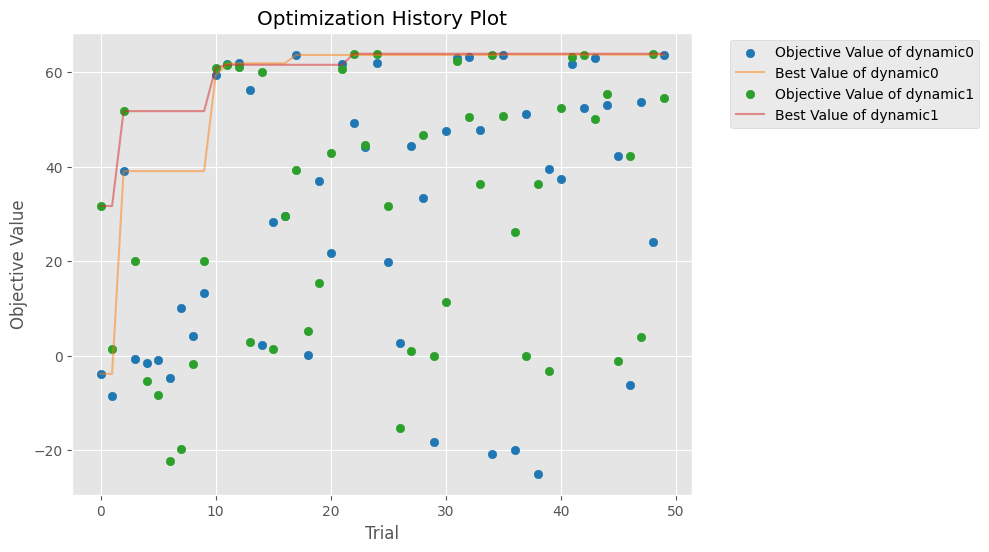 Optimization History Plot
Objective Value of dynamic0
Best Value of dynamic0
Objective Value of dynamic1
Best Value of dynamic1
Objective Value
60
40
20
0
−20
0 10 20 30 40 50
Trial